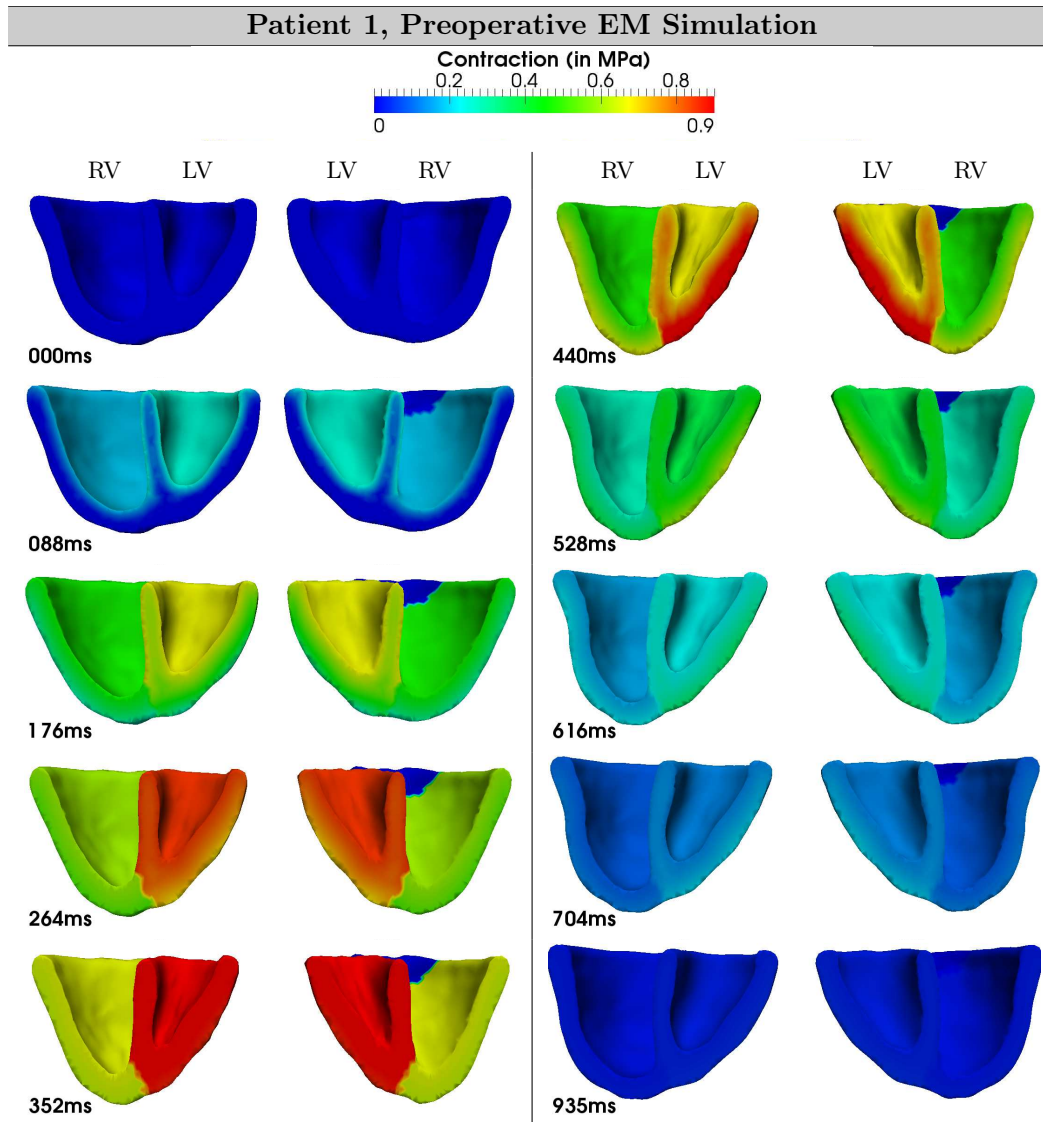 Patient 1, Preoperative EM Simulation
Contraction (in MPa)
0.2 0.4 0.6 0.8
0 0.9
RV LV LV RV RV LV LV RV
000ms 440ms
088ms 528ms
176ms 616ms
264ms 704ms
352ms 935ms